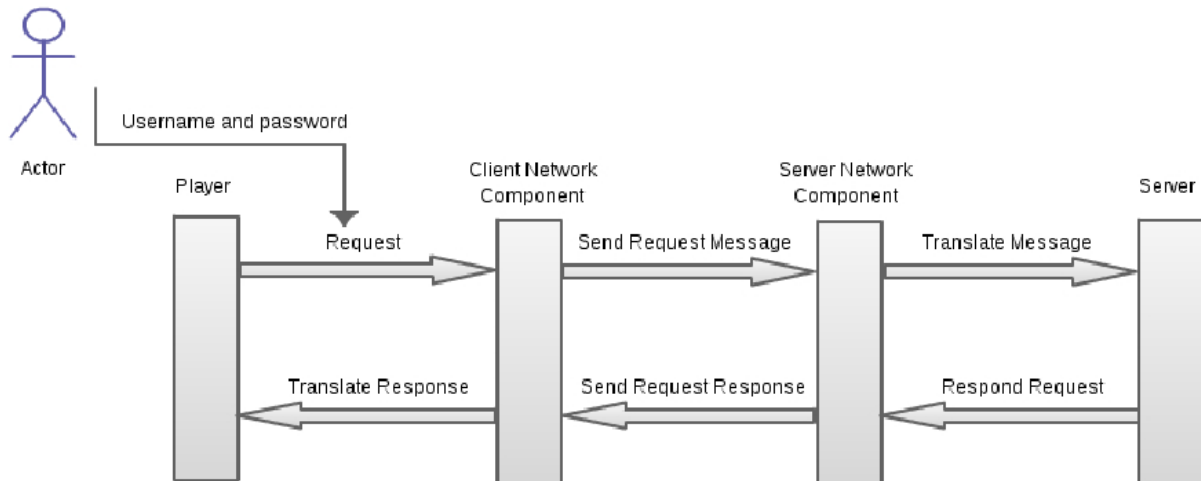 Username and password
Actor
Player
Client Network
Component
Server Network
Component
Server
Request
Send Request Message
Translate Message
Translate Response
Send Request Response
Respond Request